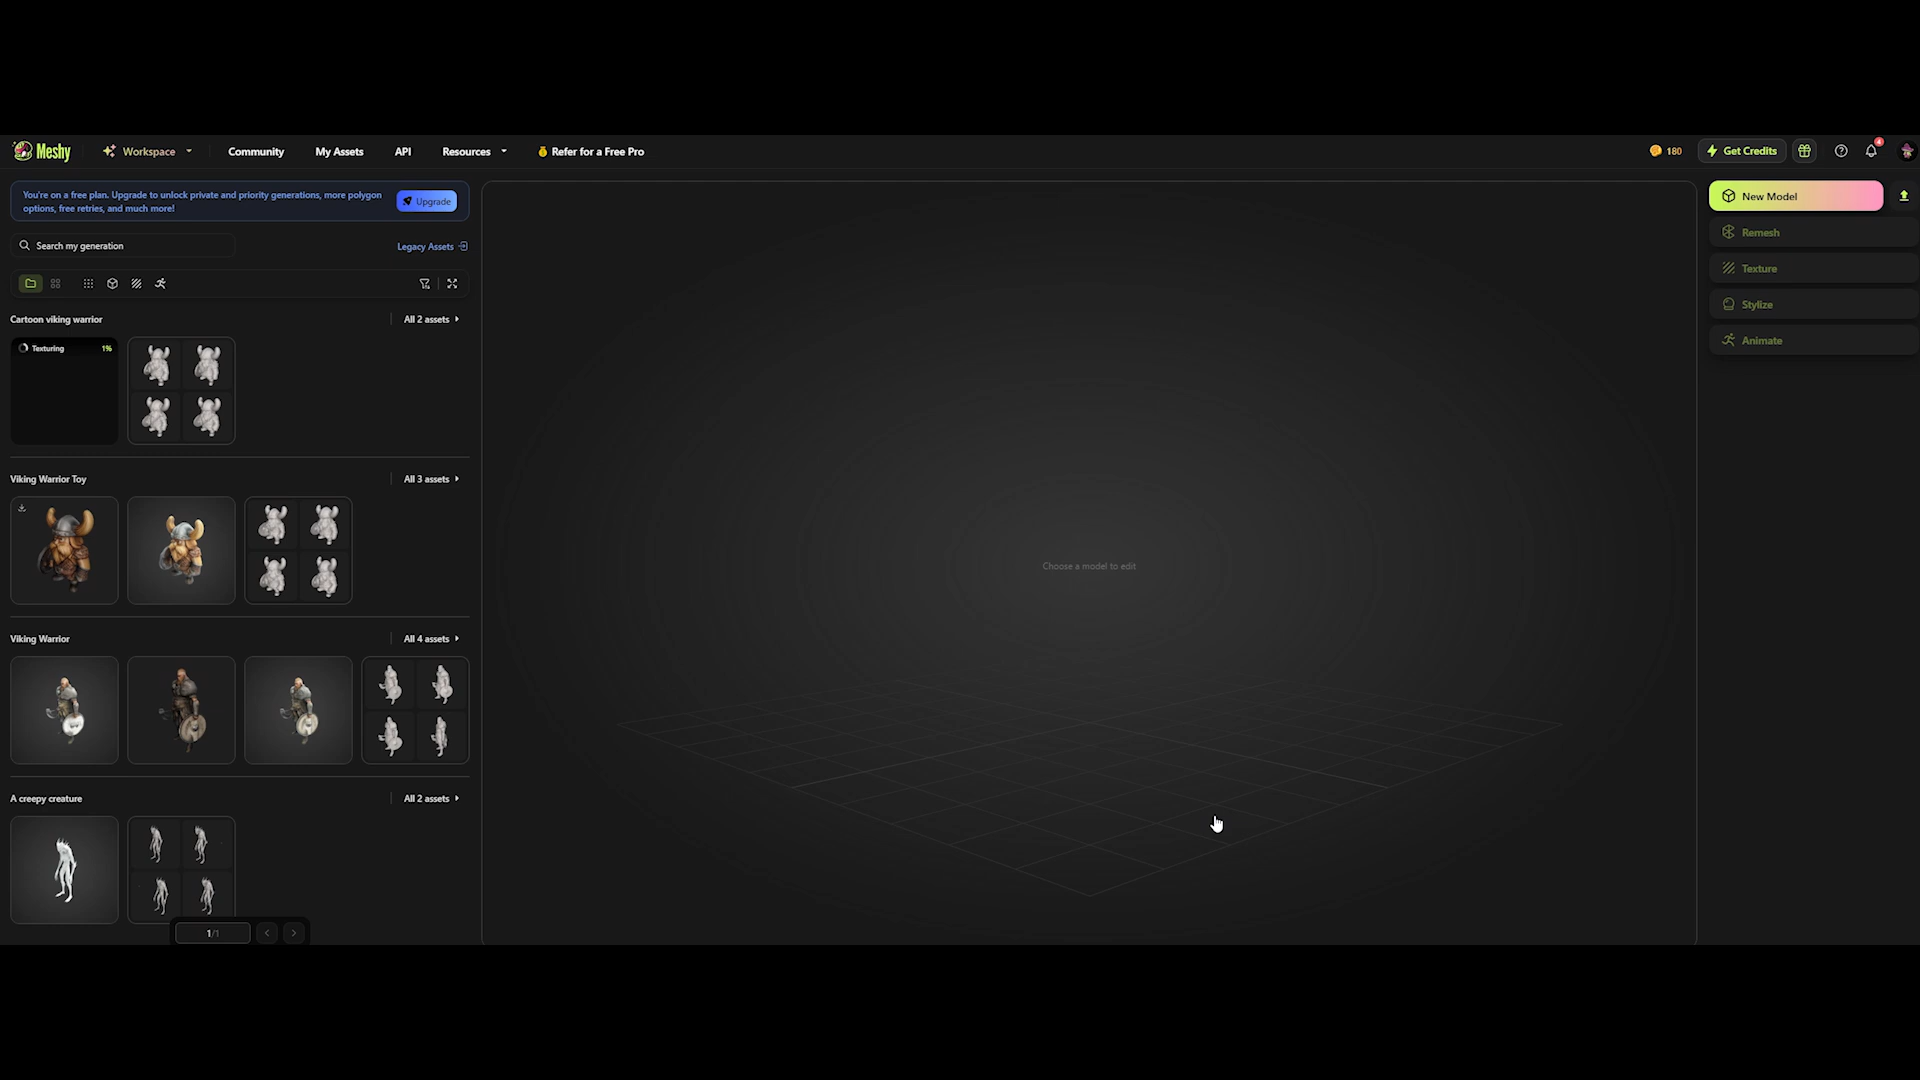 Meshy
Workspace
Community
My Assets
API
Resources
Refer for a Free Pro
180
Get Credits
4
You're on a free plan. Upgrade to unlock private and priority generations, more polygon
options, free retries, and much more!
Upgrade
Search my generation
Legacy Assets
Cartoon viking warrior
All 2 assets
Texturing
1%
Viking Warrior Toy
All 3 assets
Viking Warrior
All 4 assets
A creepy creature
All 2 assets
1/1
Choose a model to edit
New Model
Remesh
Texture
Stylize
Animate